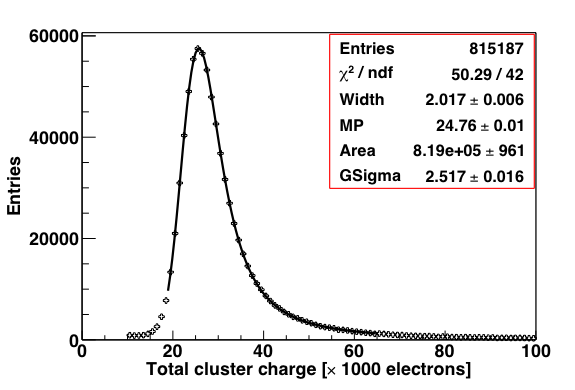 60000
40000
20000
0
Entries
Entries 815187
χ² / ndf 50.29 / 42
Width 2.017 ± 0.006
MP 24.76 ± 0.01
Area 8.19e+05 ± 961
GSigma 2.517 ± 0.016
0 20 40 60 80 100
Total cluster charge [× 1000 electrons]